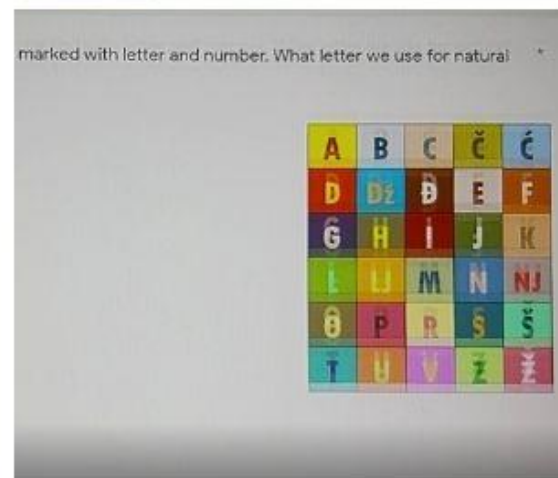 marked with letter and number. What letter we use for natural *
A B C Č Ć
D Dž Đ E F
G H I J K
L LJ M N NJ
O P R S Š
T U V Z Ž